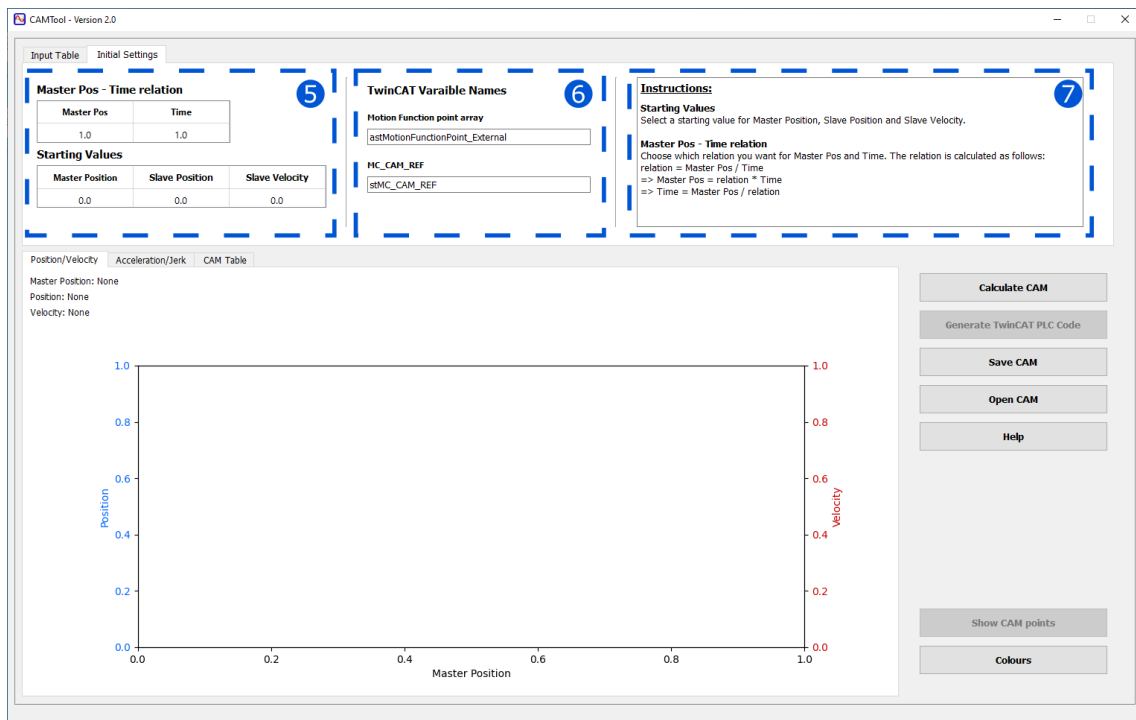 CAMTool - Version 2.0
Input Table Initial Settings
Master Pos - Time relation
5
Master Pos Time
1.0 1.0
Starting Values
Master Position Slave Position Slave Velocity
0.0 0.0 0.0
TwinCAT Varaible Names
6
Motion Function point array
astMotionFunctionPoint_External
MC_CAM_REF
stMC_CAM_REF
Instructions:
7
Starting Values
Select a starting value for Master Position, Slave Position and Slave Velocity.
Master Pos - Time relation
Choose which relation you want for Master Pos and Time. The relation is calculated as follows:
relation = Master Pos / Time
=> Master Pos = relation * Time
=> Time = Master Pos / relation
Position/Velocity Acceleration/Jerk CAM Table
Master Position: None
Position: None
Velocity: None
1.0
0.8
0.6
0.4
0.2
0.0
Position
0.0 0.2 0.4 0.6 0.8 1.0
Master Position
1.0
0.8
0.6
0.4
0.2
0.0
Velocity
Calculate CAM
Generate TwinCAT PLC Code
Save CAM
Open CAM
Help
Show CAM points
Colours